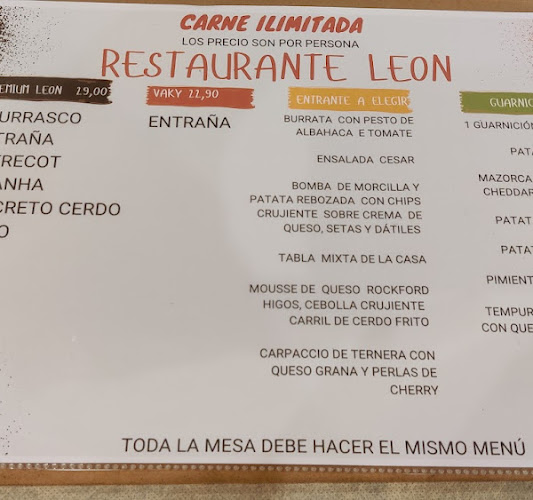 CARNE ILIMITADA
LOS PRECIO SON POR PERSONA
RESTAURANTE LEON
EMIUM LEON 29,00
URRASCO
TRAÑA
TRECOT
ANHA
CRETO CERDO
O
VAKY 22,90
ENTRAÑA
ENTRANTE A ELEGIR
BURRATA CON PESTO DE
ALBAHACA E TOMATE
ENSALADA CESAR
BOMBA DE MORCILLA Y
PATATA REBOZADA CON CHIPS
CRUJIENTE SOBRE CREMA DE
QUESO, SETAS Y DÁTILES
TABLA MIXTA DE LA CASA
MOUSSE DE QUESO ROCKFORD
HIGOS, CEBOLLA CRUJIENTE
CARRIL DE CERDO FRITO
CARPACCIO DE TERNERA CON
QUESO GRANA Y PERLAS DE
CHERRY
GUARNIC
1 GUARNICIÓN
PATA
MAZORCA
CHEDDAR
PATAT
PATA
PIMIENT
TEMPUR
CON QUE
TODA LA MESA DEBE HACER EL MISMO MENÚ